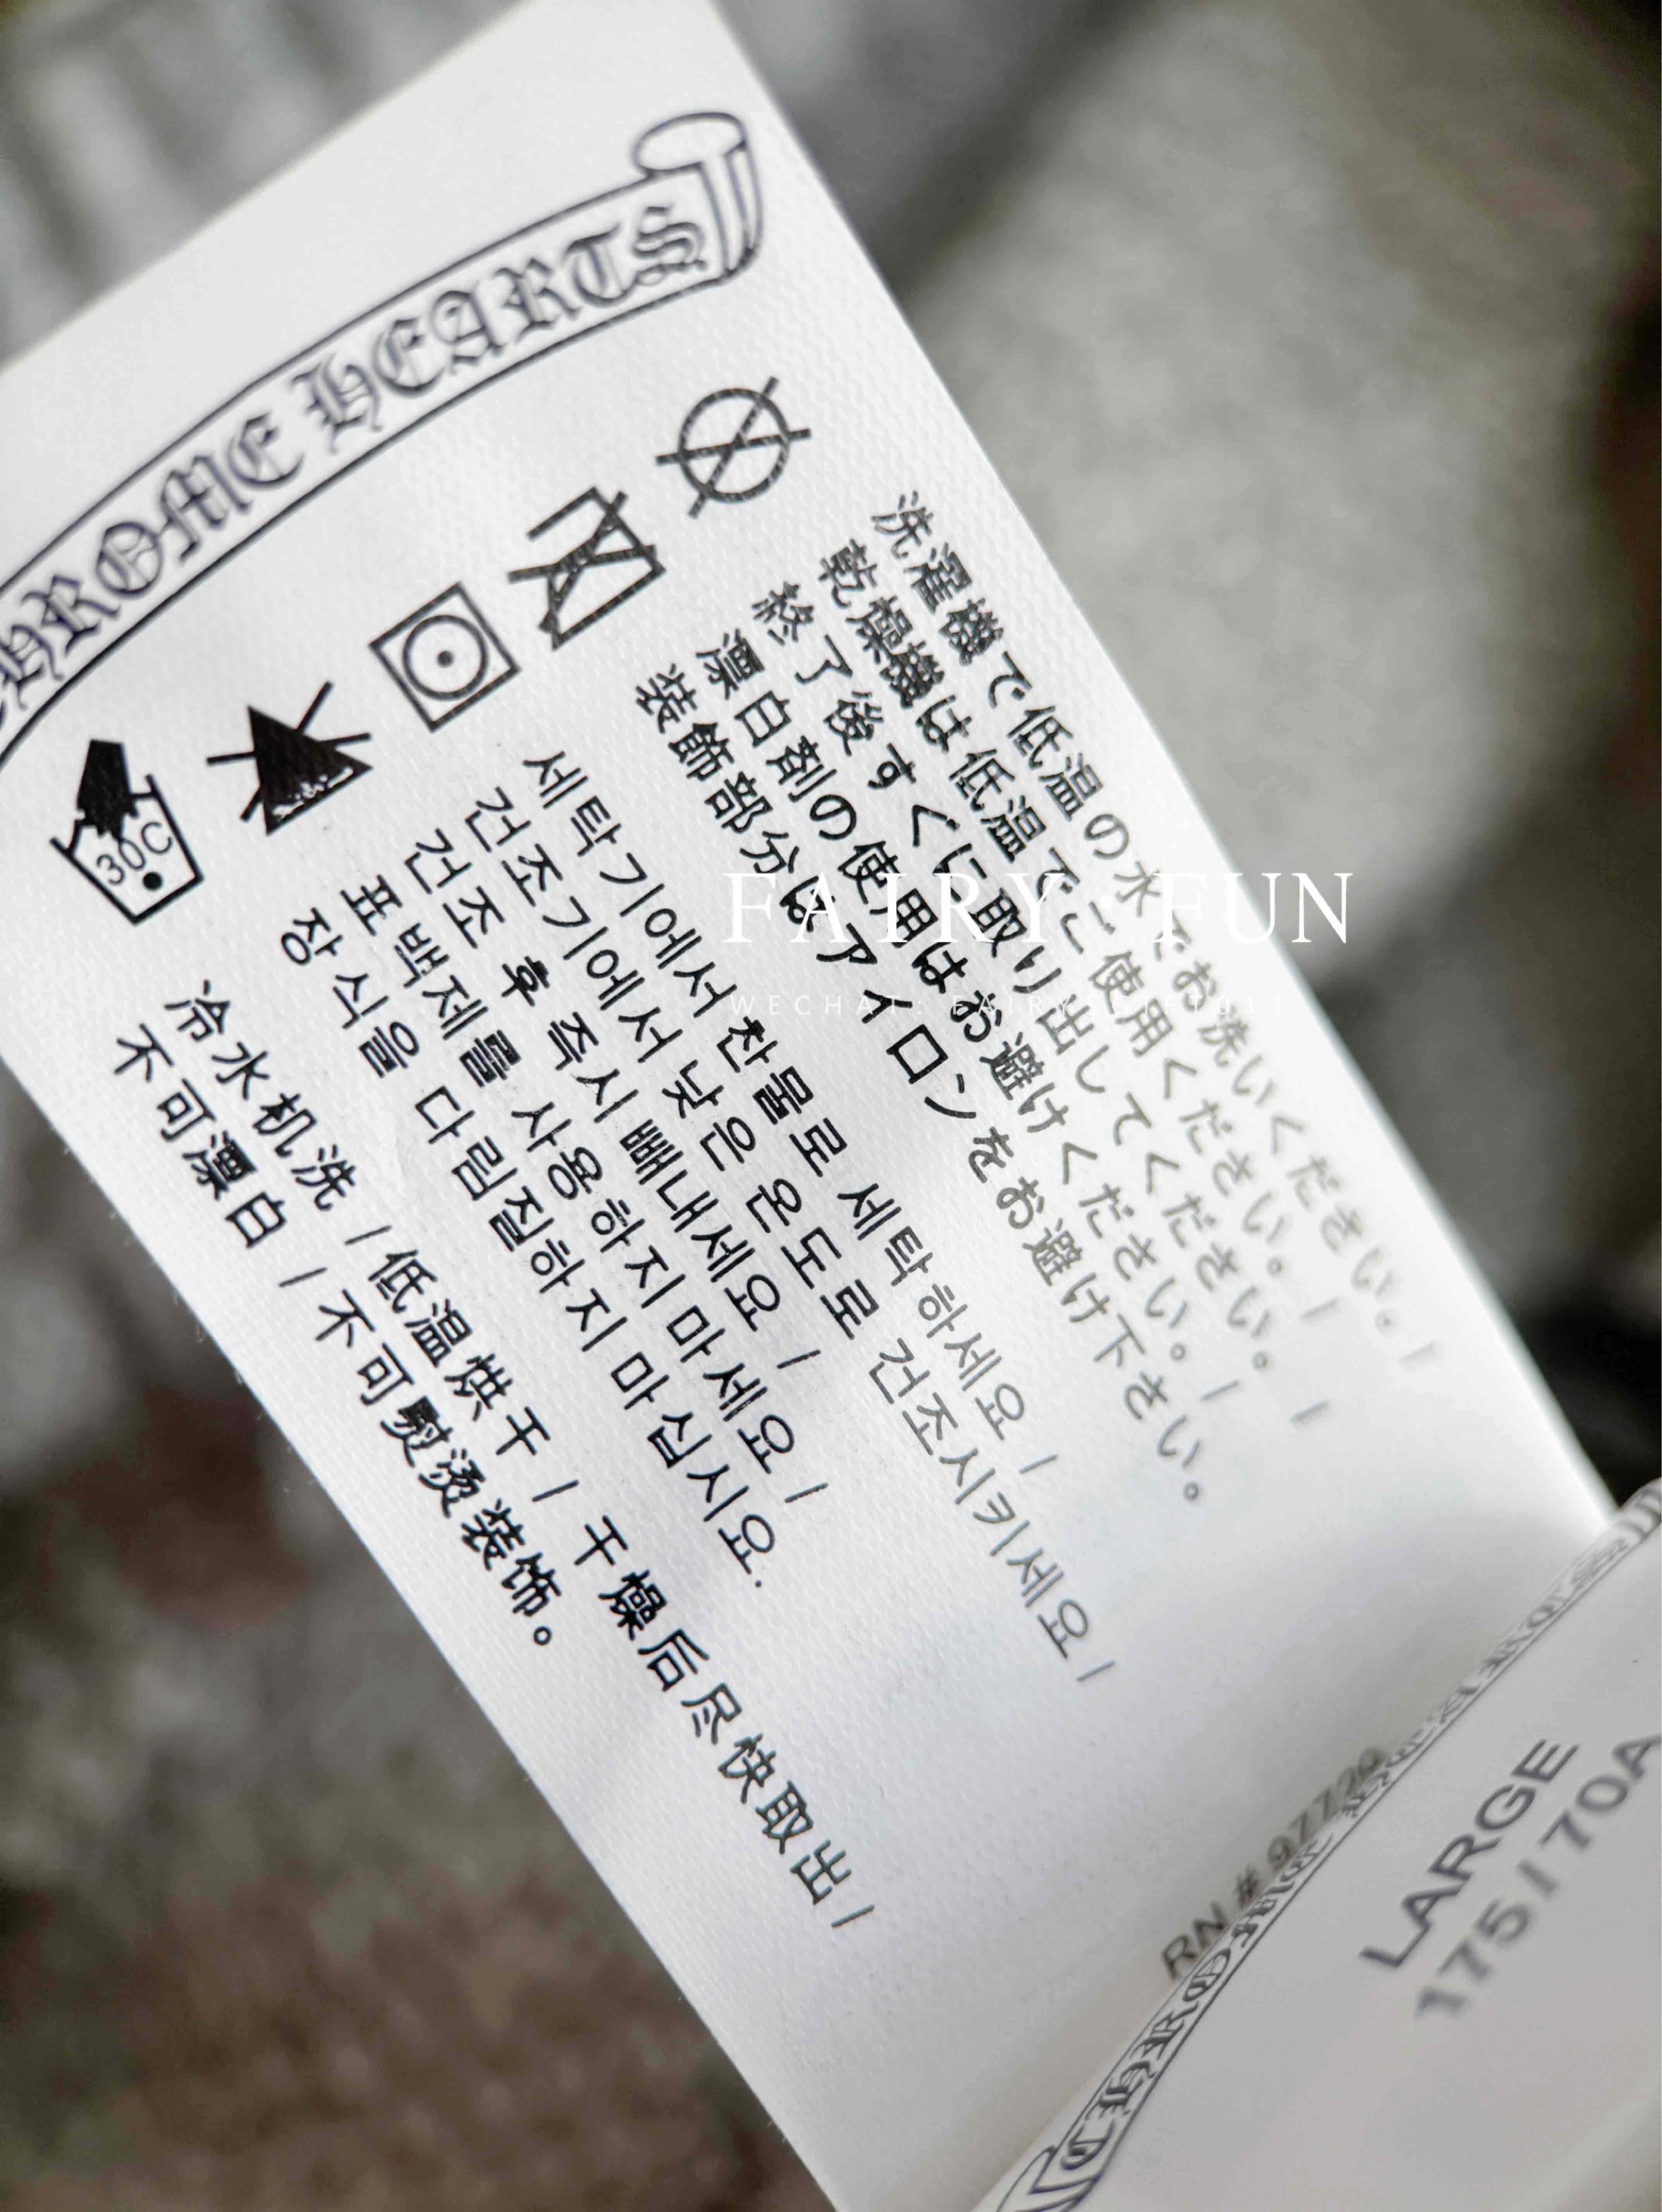 CHROME HEARTS
30C
洗濯機で低温の水でお洗いください。/
乾燥機は低温でご使用ください。/
終了後すぐに取り出してください。/
漂白剤の使用はお避けください。/
装飾部分はアイロンをお避け下さい。
세탁기에서 찬물로 세탁하세요 /
건조기에서 낮은 온도로 건조시키세요 /
건조 후 즉시 빼내세요 /
표백제를 사용하지 마세요 /
장식을 다림질하지 마십시요.
冷水机洗 / 低温烘干 / 干燥后尽快取出 /
不可漂白 / 不可熨烫装饰。
FAIRY FUN
RN # 97729
CHROME HEARTS
LARGE
175 / 70A